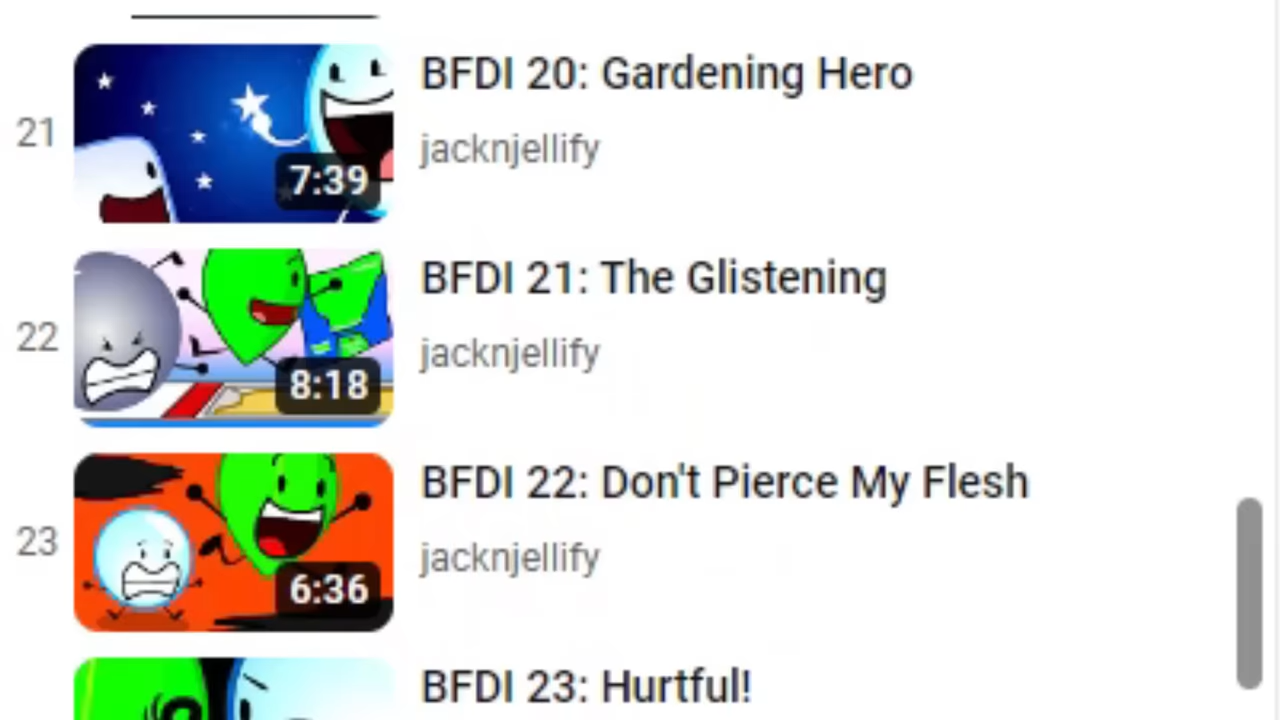 21
BFDI 20: Gardening Hero
jacknjellify
7:39
22
BFDI 21: The Glistening
jacknjellify
8:18
23
BFDI 22: Don't Pierce My Flesh
jacknjellify
6:36
BFDI 23: Hurtful!